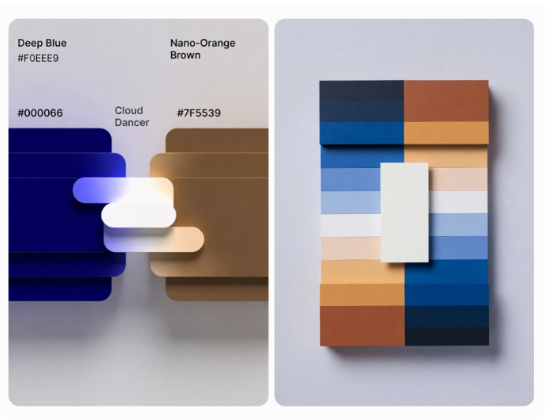 Deep Blue
#F0EEE9
Nano-Orange
Brown
#000066
Cloud
Dancer
#7F5539